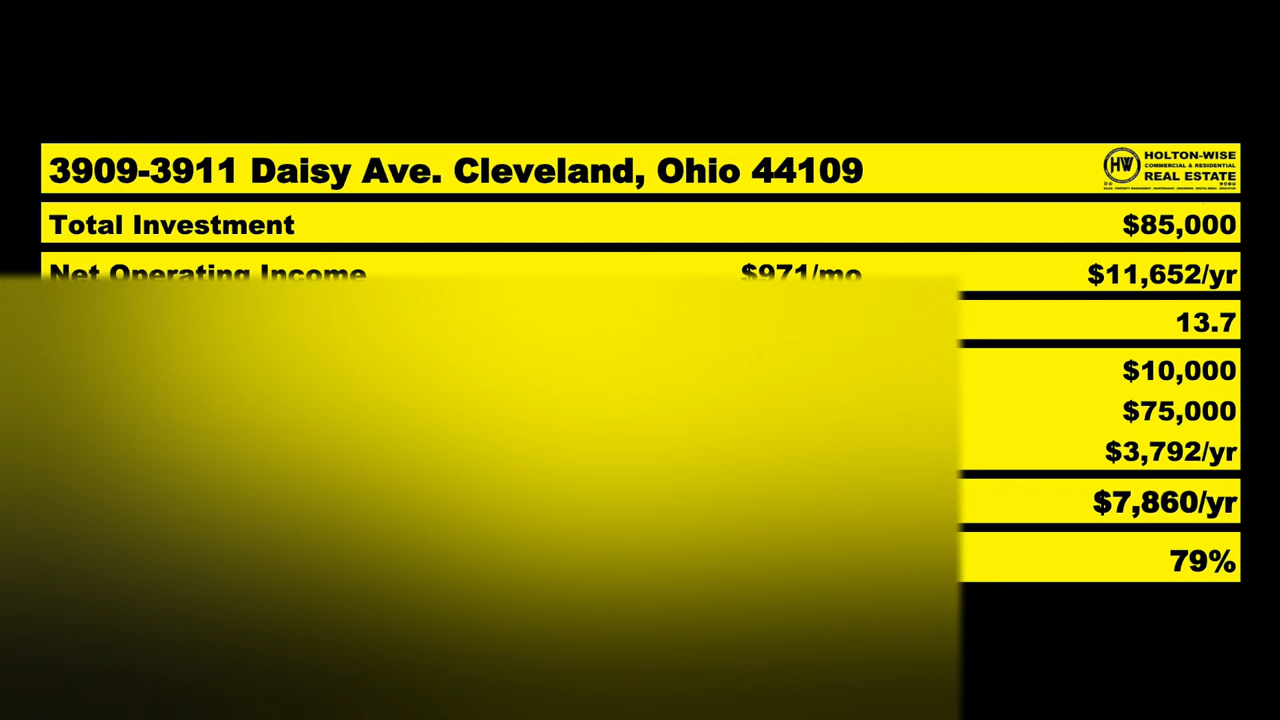 3909-3911 Daisy Ave. Cleveland, Ohio 44109
HOLTON-WISE
COMMERCIAL & RESIDENTIAL
REAL ESTATE
HW
Total Investment $85,000
Net Operating Income $971/mo $11,652/yr
13.7
$10,000
$75,000
$3,792/yr
$7,860/yr
79%